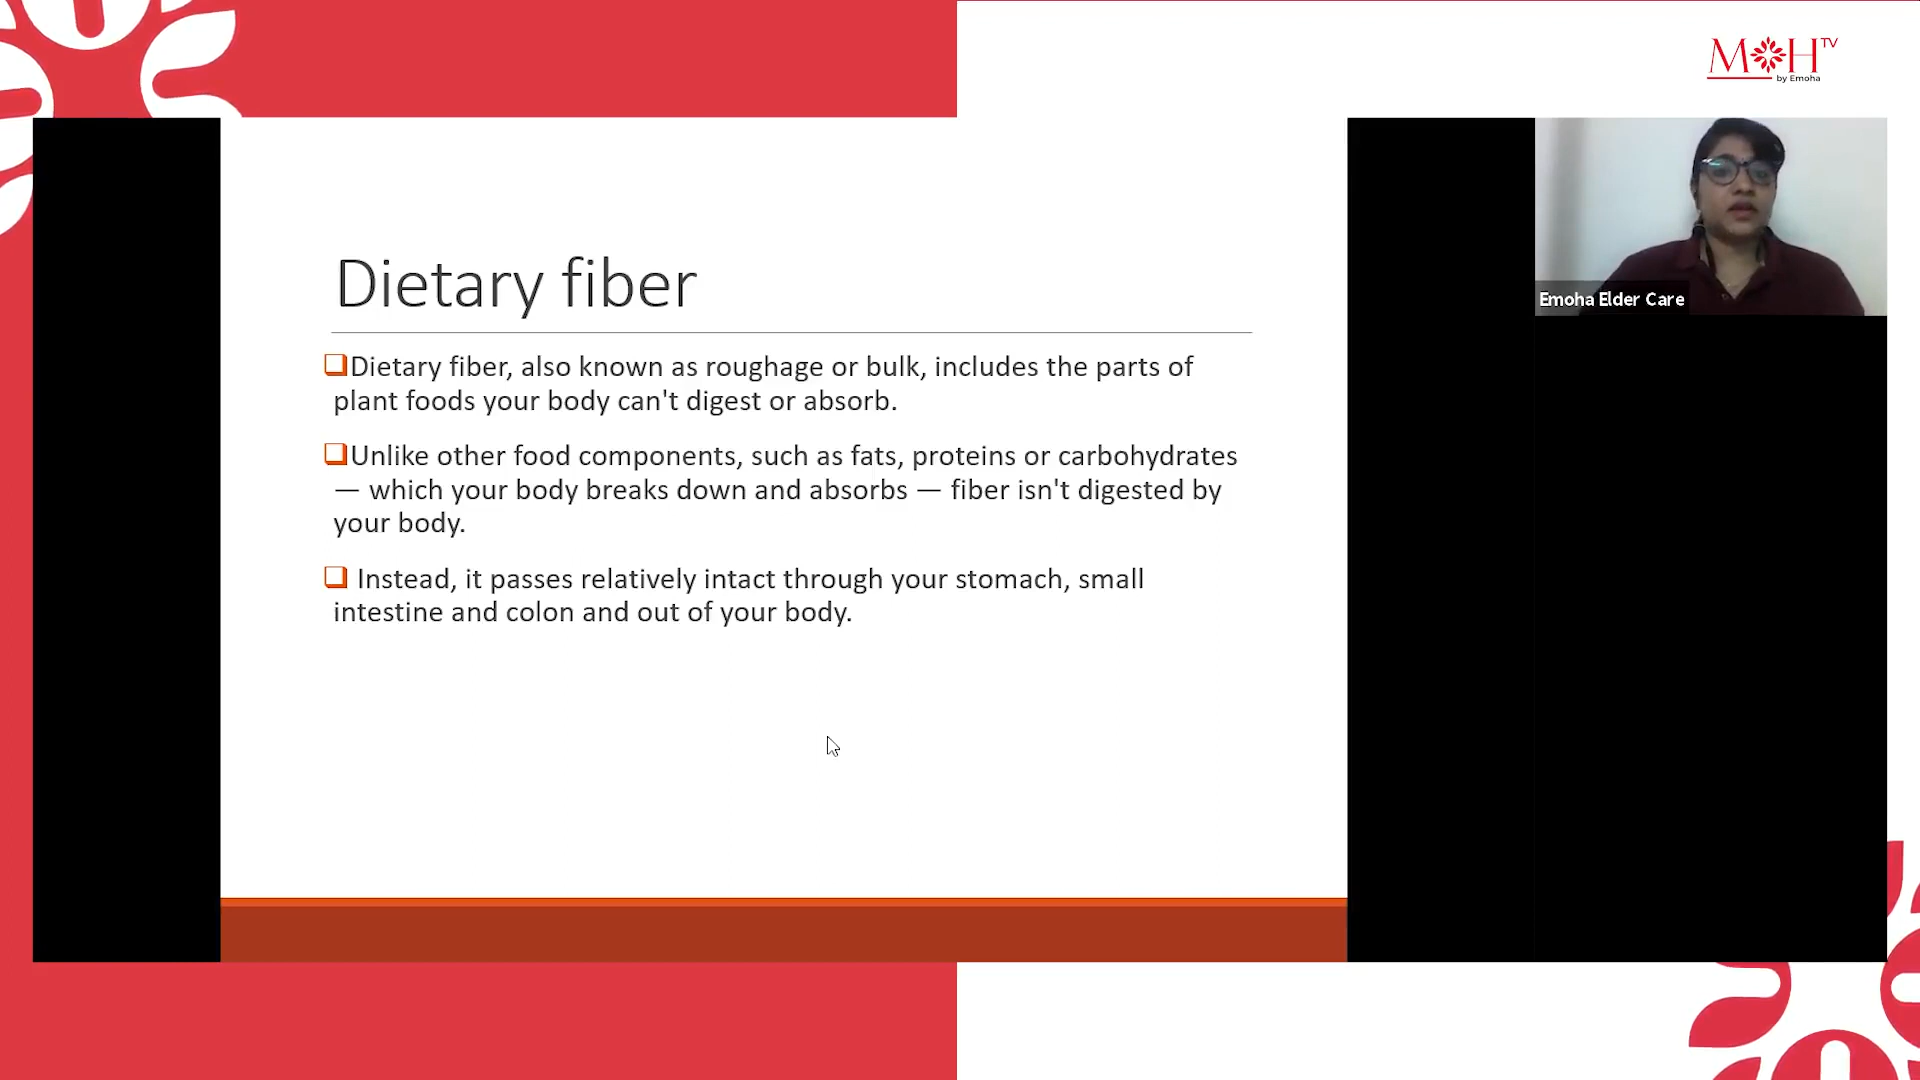 M H TV
by Emoha
Emoha Elder Care
Dietary fiber
Dietary fiber, also known as roughage or bulk, includes the parts of
plant foods your body can't digest or absorb.
Unlike other food components, such as fats, proteins or carbohydrates
— which your body breaks down and absorbs — fiber isn't digested by
your body.
Instead, it passes relatively intact through your stomach, small
intestine and colon and out of your body.